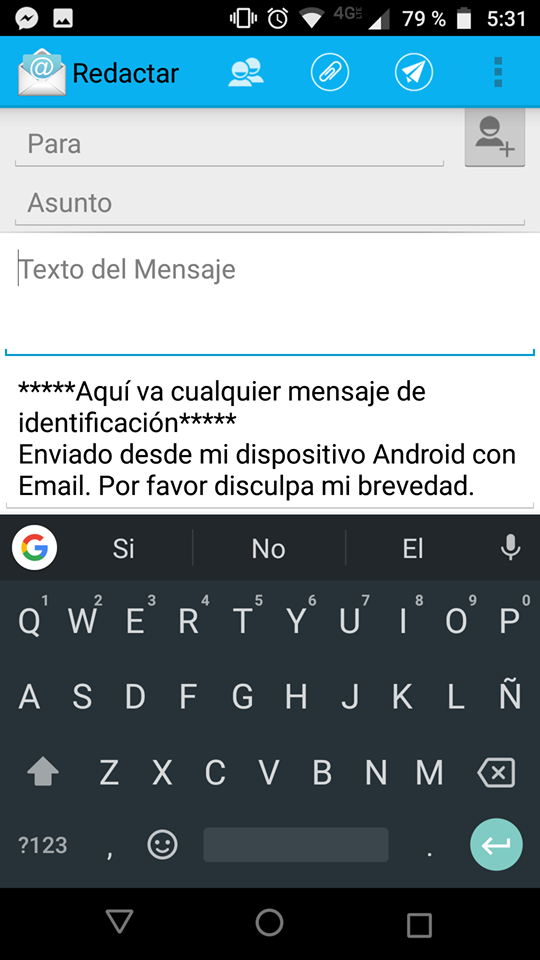 4G LTE 79 % 5:31
@ Redactar
Para
Asunto
Texto del Mensaje
*****Aquí va cualquier mensaje de
identificación*****
Enviado desde mi dispositivo Android con
Email. Por favor disculpa mi brevedad.
G Si No El
1 2 3 4 5 6 7 8 9 0
Q W E R T Y U I O P
A S D F G H J K L Ñ
Z X C V B N M
?123 , .